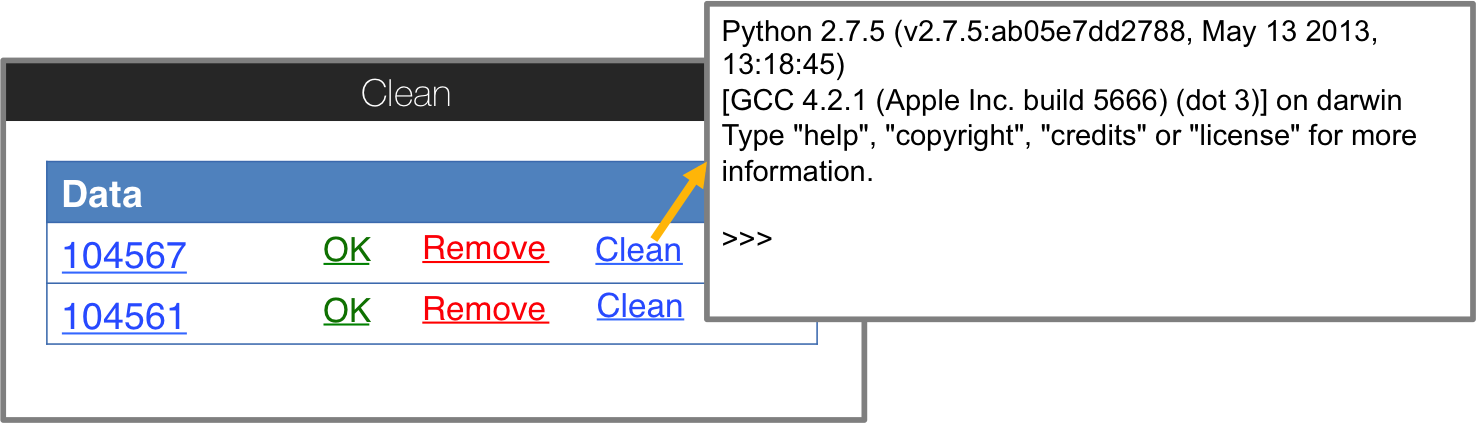 Clean
Data
104567 OK Remove Clean
104561 OK Remove Clean
Python 2.7.5 (v2.7.5:ab05e7dd2788, May 13 2013,
13:18:45)
[GCC 4.2.1 (Apple Inc. build 5666) (dot 3)] on darwin
Type "help", "copyright", "credits" or "license" for more
information.
>>>